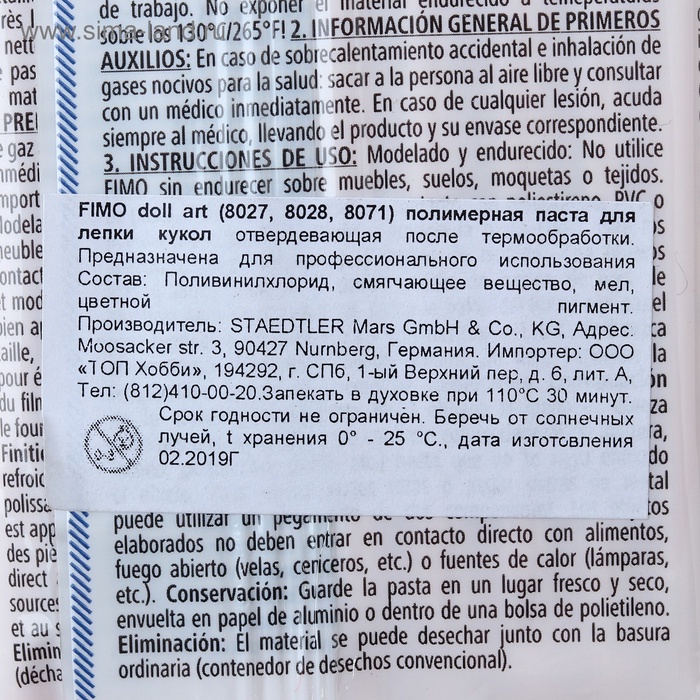 de trabajo. No exponer el material endurecido a temperaturas
sobre los 130°C/265°F! 2. INFORMACIÓN GENERAL DE PRIMEROS
AUXILIOS: En caso de sobrecalentamiento accidental e inhalación de
gases nocivos para la salud: sacar a la persona al aire libre y consultar
con un médico inmediatamente. En caso de cualquier lesión, acuda
siempre al médico, llevando el producto y su envase correspondiente.
3. INSTRUCCIONES DE USO: Modelado y endurecido: No utilice
FIMO sin endurecer sobre muebles, suelos, moquetas o tejidos.
FIMO doll art (8027, 8028, 8071) полимерная паста для
лепки кукол отвердевающая после термообработки.
Предназначена для профессионального использования
Состав: Поливинилхлорид, смягчающее вещество, мел,
цветной пигмент.
Производитель: STAEDTLER Mars GmbH & Co., KG, Адрес:
Moosacker str. 3, 90427 Nurnberg, Германия. Импортер: ООО
«ТОП Хобби», 194292, г. СПб, 1-ый Верхний пер, д. 6, лит. А,
Тел: (812)410-00-20.Запекать в духовке при 110°С 30 минут.
Срок годности не ограничен. Беречь от солнечных
лучей, t хранения 0° - 25 °С., дата изготовления
02.2019Г
0-3
puede utilizar un pegamento de dos
elaborados no deben entrar en contacto directo con alimentos,
fuego abierto (velas, cericeros, etc.) o fuentes de calor (lámparas,
etc.). Conservación: Guarde la pasta en un lugar fresco y seco,
envuelta en papel de aluminio o dentro de una bolsa de polietileno.
Eliminación: El material se puede desechar junto con la basura
ordinaria (contenedor de desechos convencional).